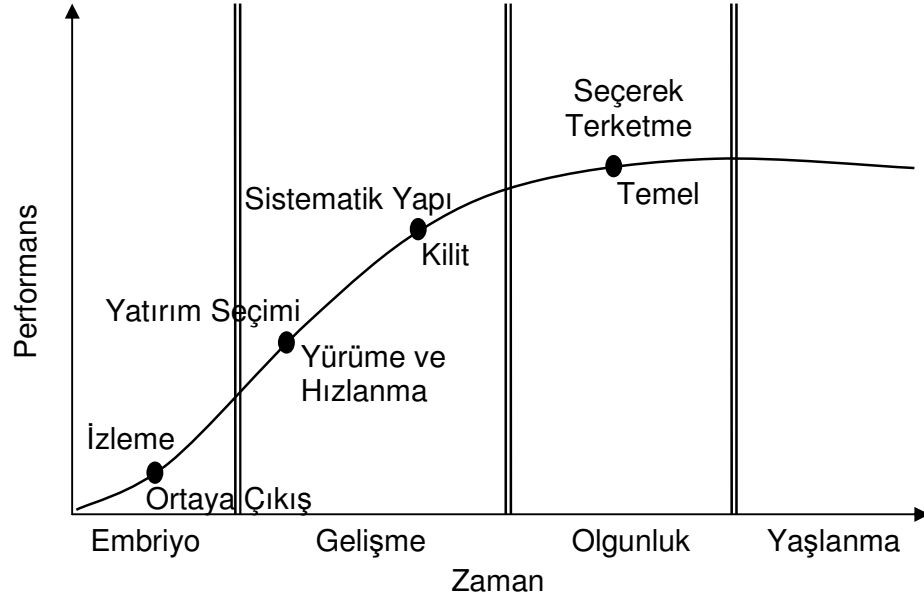 Seçerek
Terketme
Temel
Sistematik Yapı
Kilit
Yatırım Seçimi
Yürüme ve
Hızlanma
İzleme
Ortaya Çıkış
Performans
Embriyo
Gelişme
Olgunluk
Yaşlanma
Zaman